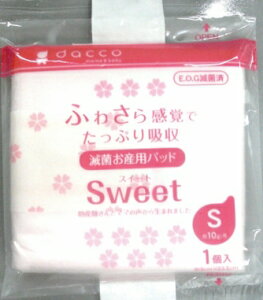 OPEN
dacco
mama & baby
E.O.G滅菌済
ふわさら感覚で
たっぷり吸収
滅菌お産用パッド
スイート
Sweet
S
1個入